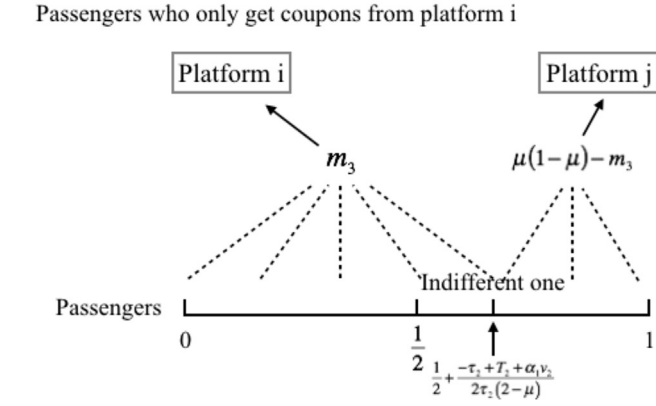 Passengers who only get coupons from platform i
Platform i
Platform j
m₃
μ(1−μ)−m₃
Indifferent one
Passengers
0
1/2
1
1/2 + (−τ₂+T₂+α₁v₂)/(2τ₂(2−μ))